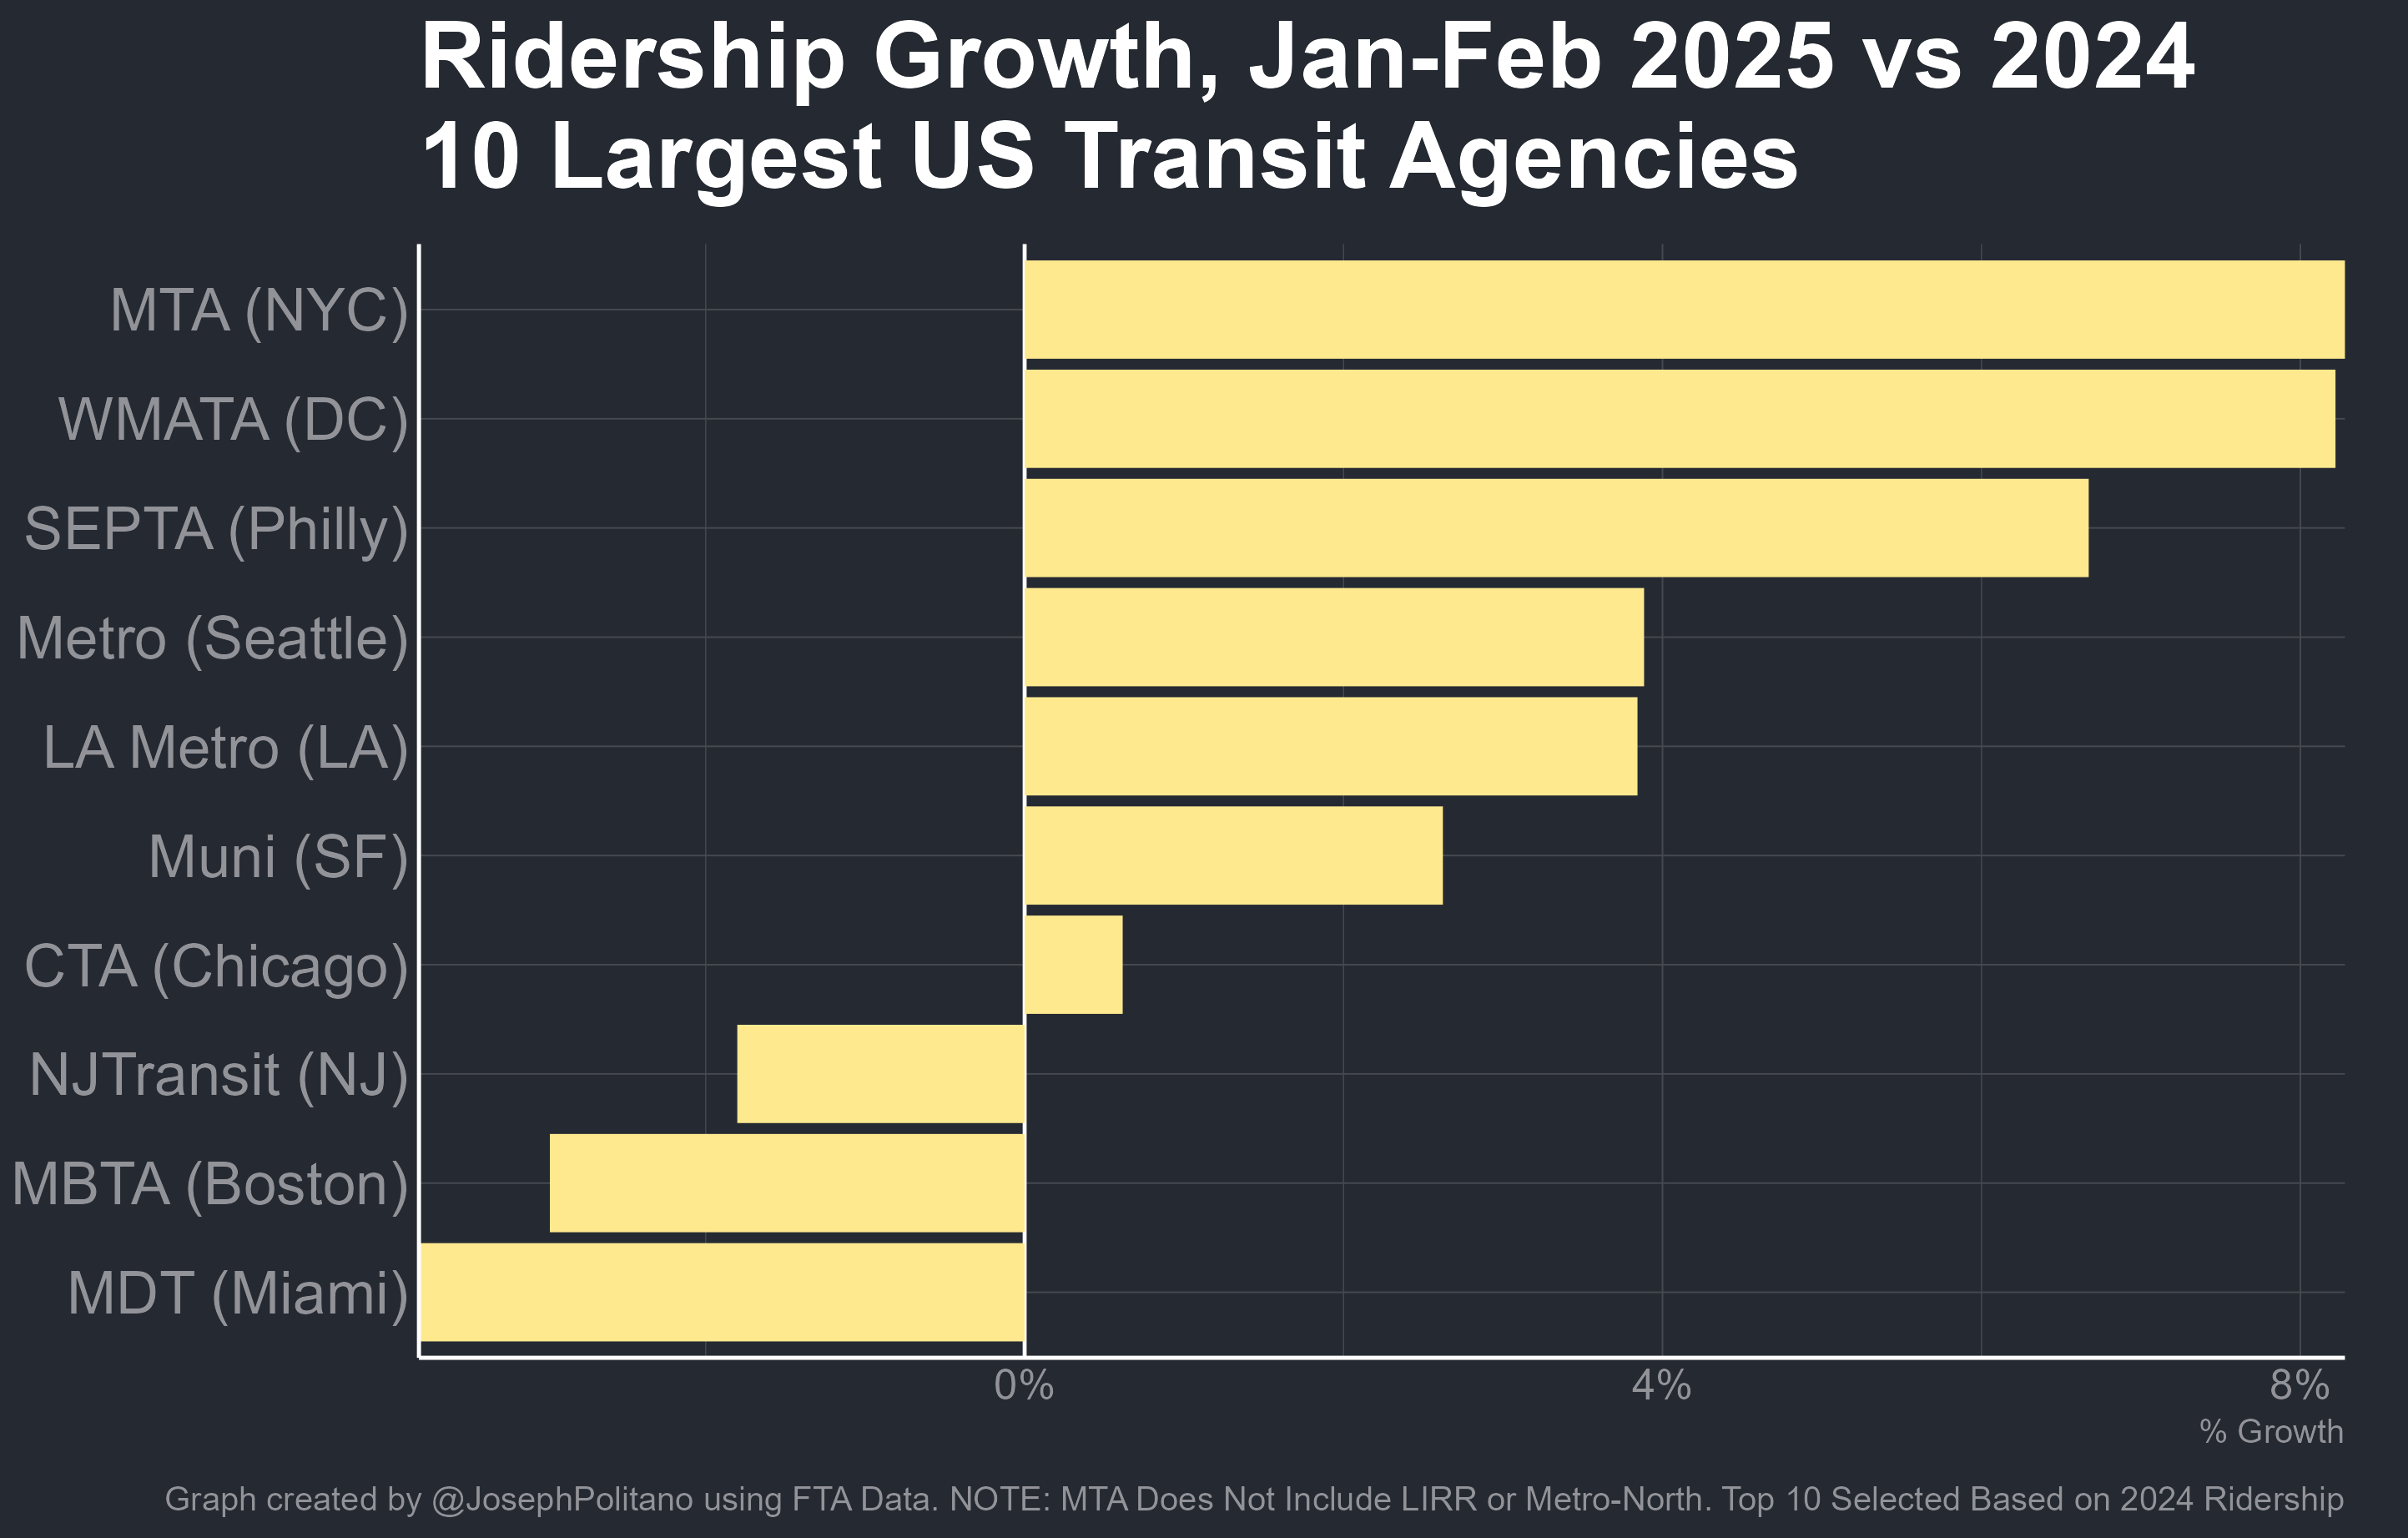 Ridership Growth, Jan-Feb 2025 vs 2024
10 Largest US Transit Agencies
MTA (NYC)
WMATA (DC)
SEPTA (Philly)
Metro (Seattle)
LA Metro (LA)
Muni (SF)
CTA (Chicago)
NJTransit (NJ)
MBTA (Boston)
MDT (Miami)
0% 4% 8%
% Growth
Graph created by @JosephPolitano using FTA Data. NOTE: MTA Does Not Include LIRR or Metro-North. Top 10 Selected Based on 2024 Ridership